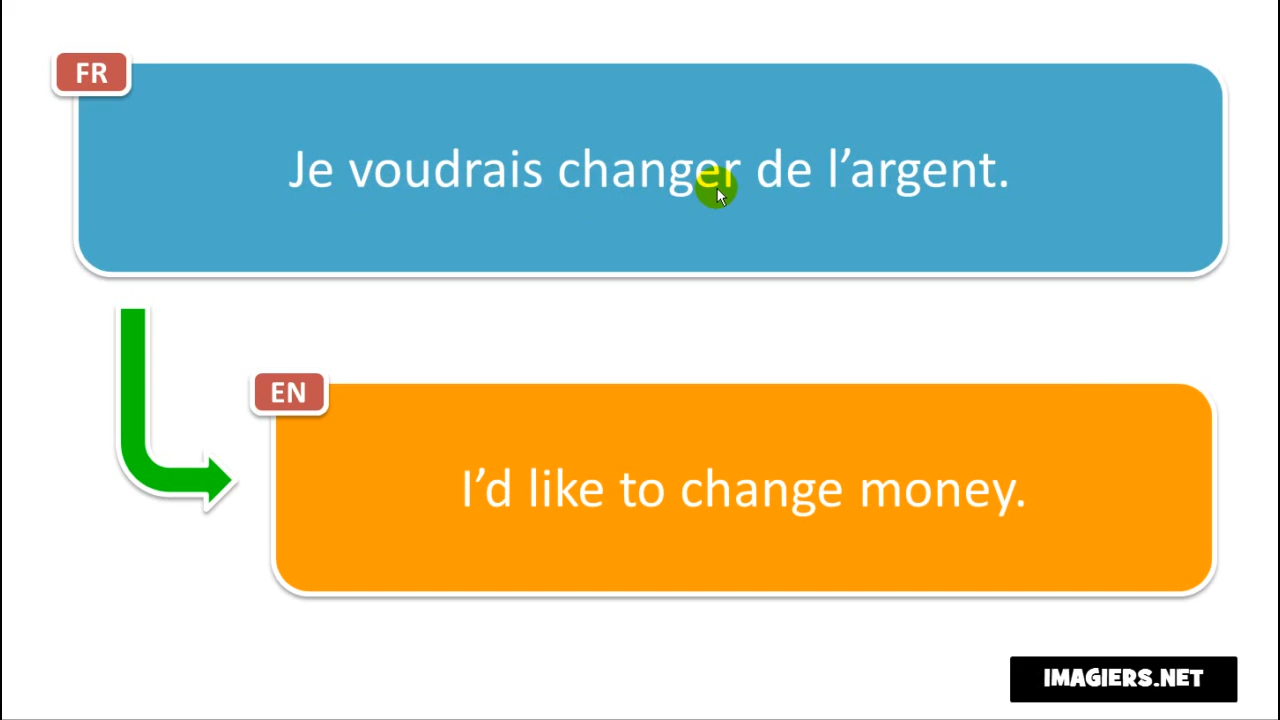 FR
Je voudrais changer de l’argent.
EN
I’d like to change money.
IMAGIERS.NET